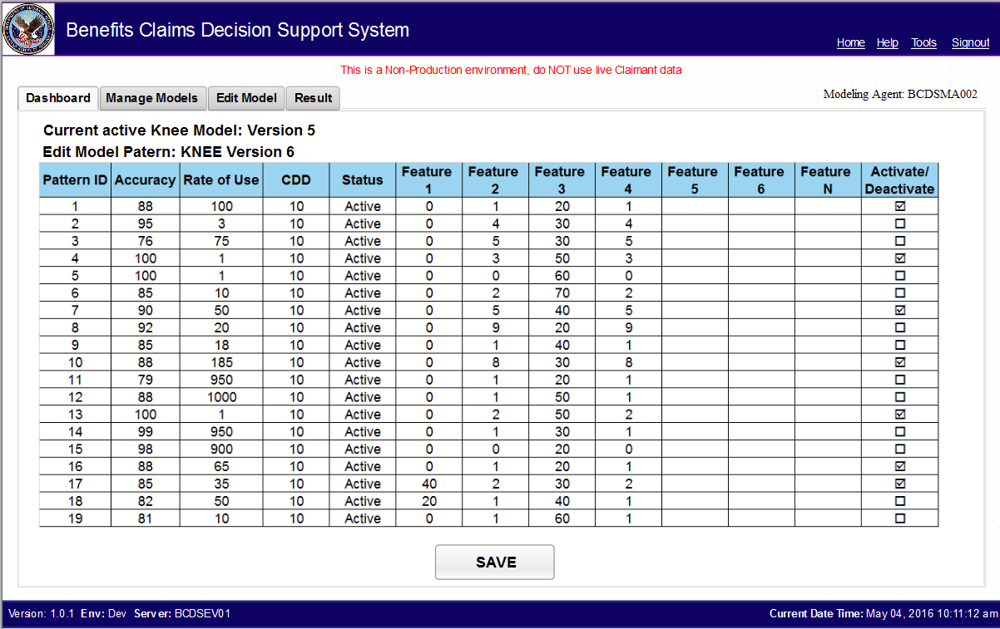 Benefits Claims Decision Support System
Home Help Tools Signout
This is a Non-Production environment, do NOT use live Claimant data
Dashboard Manage Models Edit Model Result
Modeling Agent: BCDSMA002
Current active Knee Model: Version 5
Edit Model Patern: KNEE Version 6
Pattern ID Accuracy Rate of Use CDD Status Feature 1 Feature 2 Feature 3 Feature 4 Feature 5 Feature 6 Feature N Activate/ Deactivate
1 88 100 10 Active 0 1 20 1 ☑
2 95 3 10 Active 0 4 30 4 ☐
3 76 75 10 Active 0 5 30 5 ☐
4 100 1 10 Active 0 3 50 3 ☑
5 100 1 10 Active 0 0 60 0 ☐
6 85 10 10 Active 0 2 70 2 ☐
7 90 50 10 Active 0 5 40 5 ☑
8 92 20 10 Active 0 9 20 9 ☐
9 85 18 10 Active 0 1 40 1 ☐
10 88 185 10 Active 0 8 30 8 ☑
11 79 950 10 Active 0 1 20 1 ☐
12 88 1000 10 Active 0 1 50 1 ☐
13 100 1 10 Active 0 2 50 2 ☑
14 99 950 10 Active 0 1 30 1 ☐
15 98 900 10 Active 0 0 20 0 ☐
16 88 65 10 Active 0 1 20 1 ☑
17 85 35 10 Active 40 2 30 2 ☑
18 82 50 10 Active 20 1 40 1 ☐
19 81 10 10 Active 0 1 60 1 ☐
SAVE
Version: 1.0.1 Env: Dev Server: BCDSEV01
Current Date Time: May 04, 2016 10:11:12 am